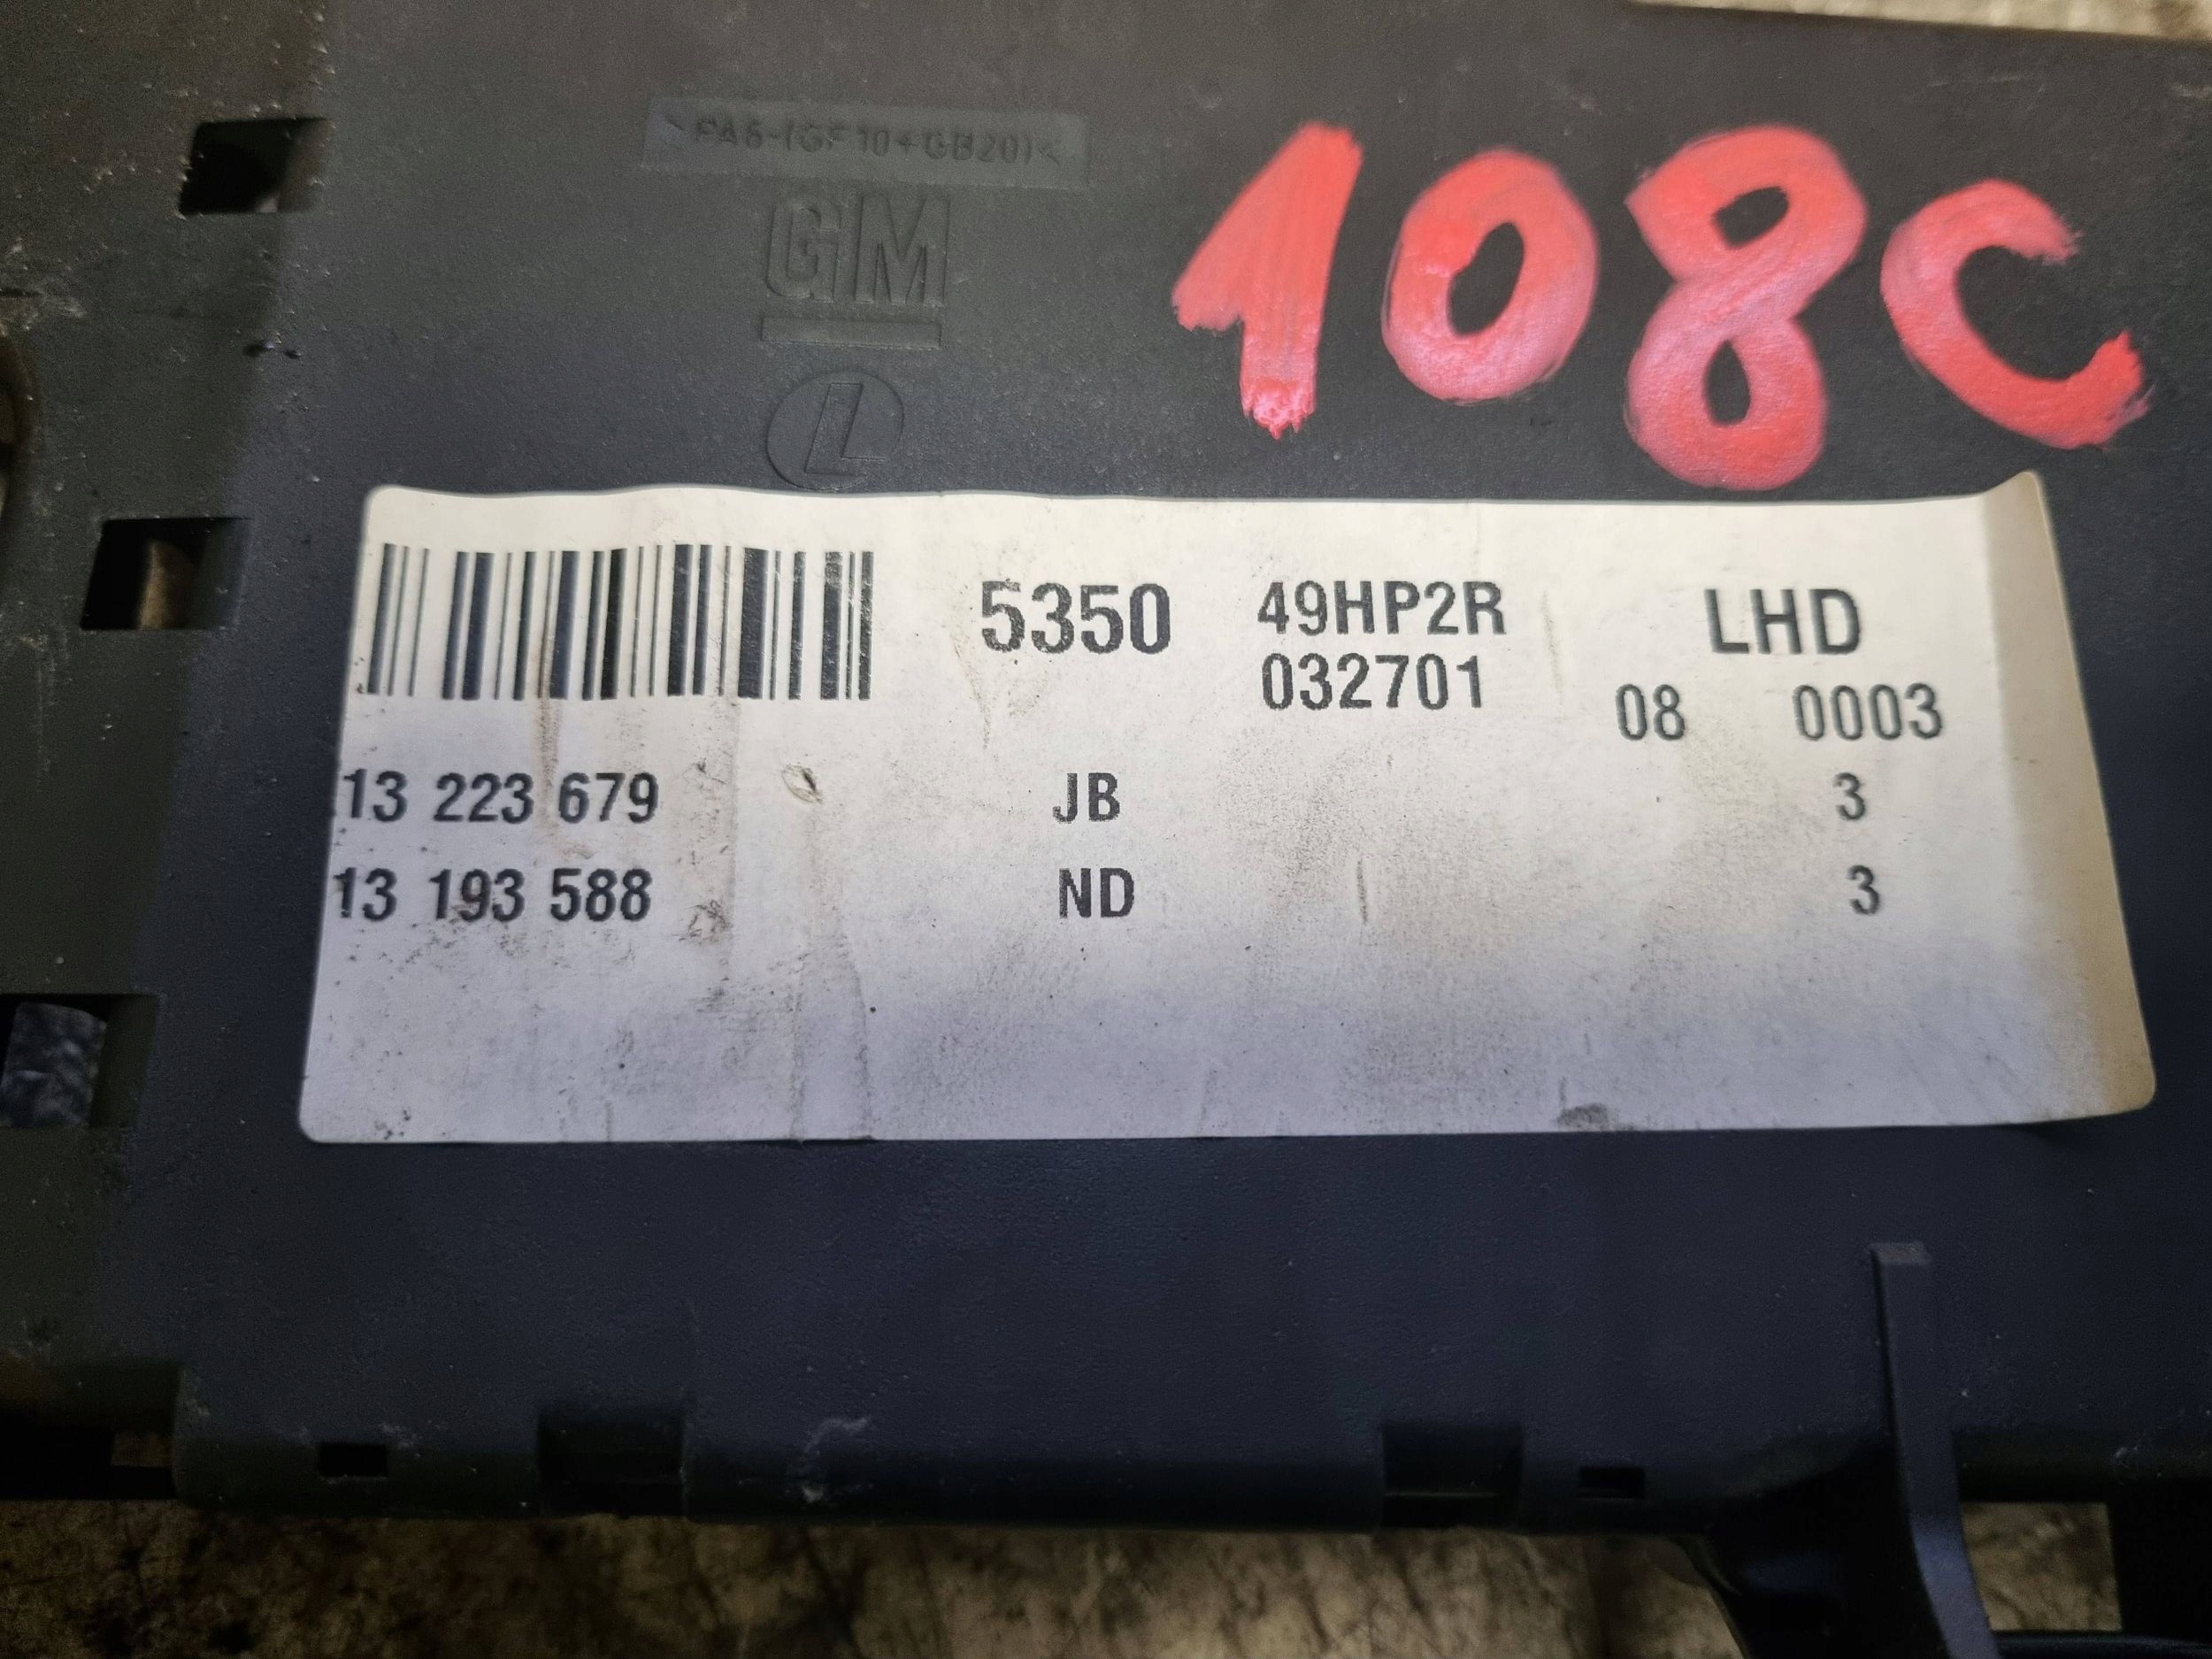 >PA6-(GF10+GB20)<
GM
L
108C
5350 49HP2R LHD
032701 08 0003
13 223 679 JB 3
13 193 588 ND 3